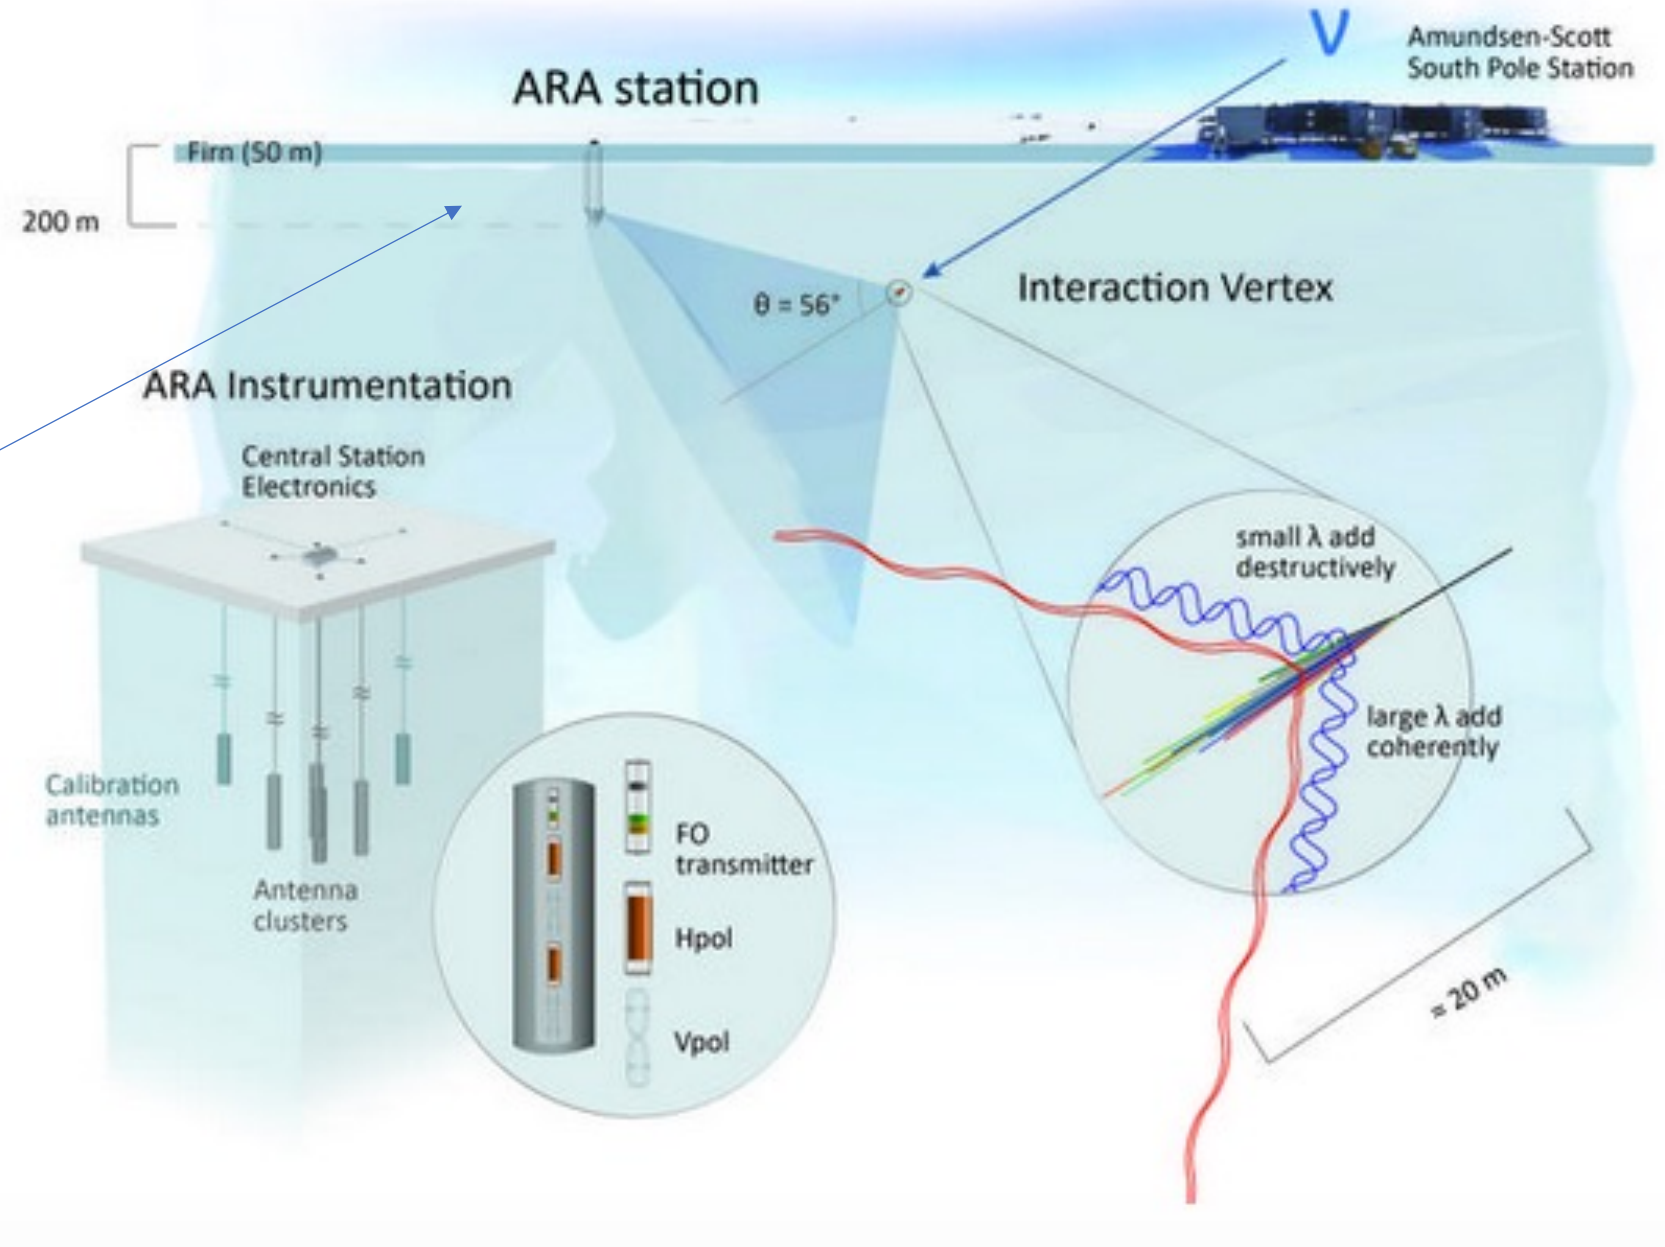 ν
Amundsen-Scott
South Pole Station
ARA station
Firn (50 m)
200 m
θ = 56°
Interaction Vertex
ARA Instrumentation
Central Station
Electronics
small λ add
destructively
large λ add
coherently
Calibration
antennas
Antenna
clusters
FO
transmitter
Hpol
Vpol
≈ 20 m